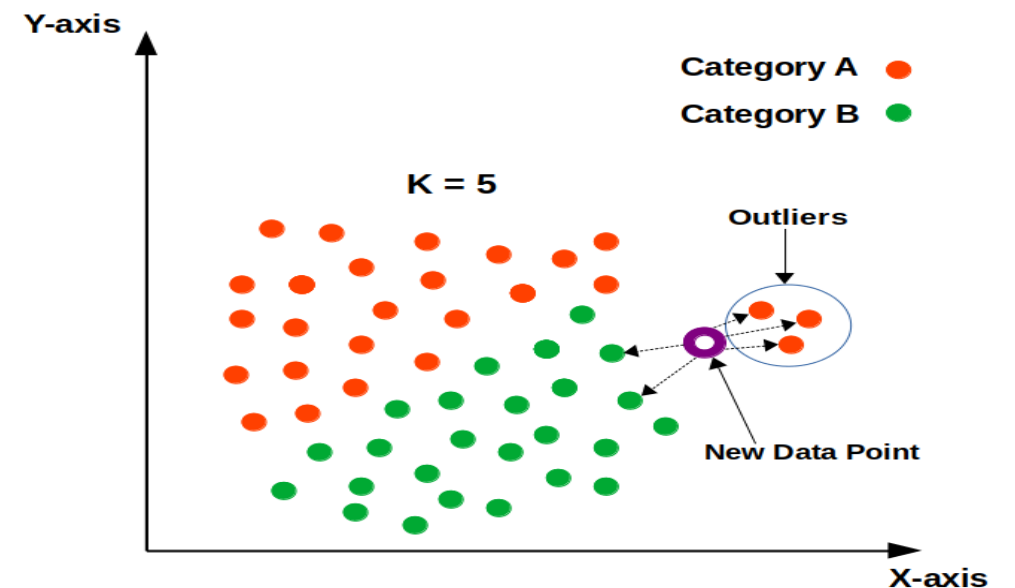 Y-axis
Category A
Category B
K = 5
Outliers
New Data Point
X-axis